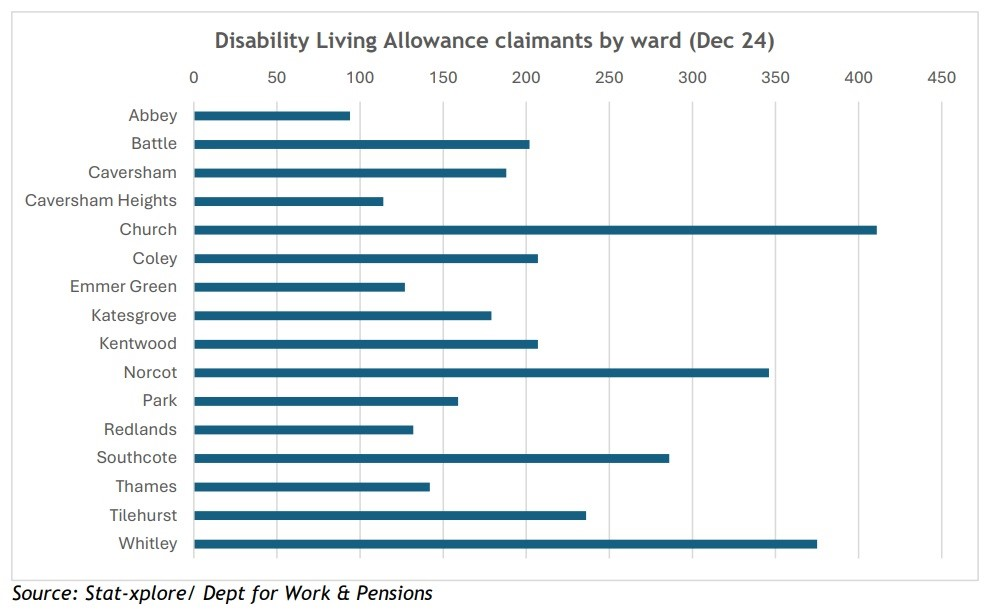 Disability Living Allowance claimants by ward (Dec 24)
0 50 100 150 200 250 300 350 400 450
Abbey
Battle
Caversham
Caversham Heights
Church
Coley
Emmer Green
Katesgrove
Kentwood
Norcot
Park
Redlands
Southcote
Thames
Tilehurst
Whitley
Source: Stat-xplore/ Dept for Work & Pensions